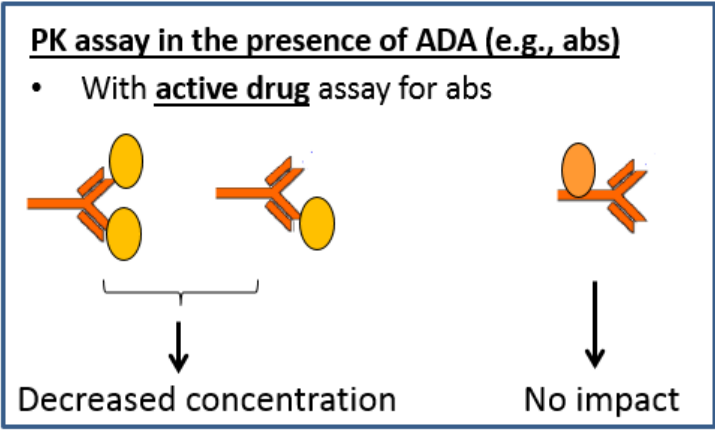 PK assay in the presence of ADA (e.g., abs)
• With active drug assay for abs
Decreased concentration
No impact